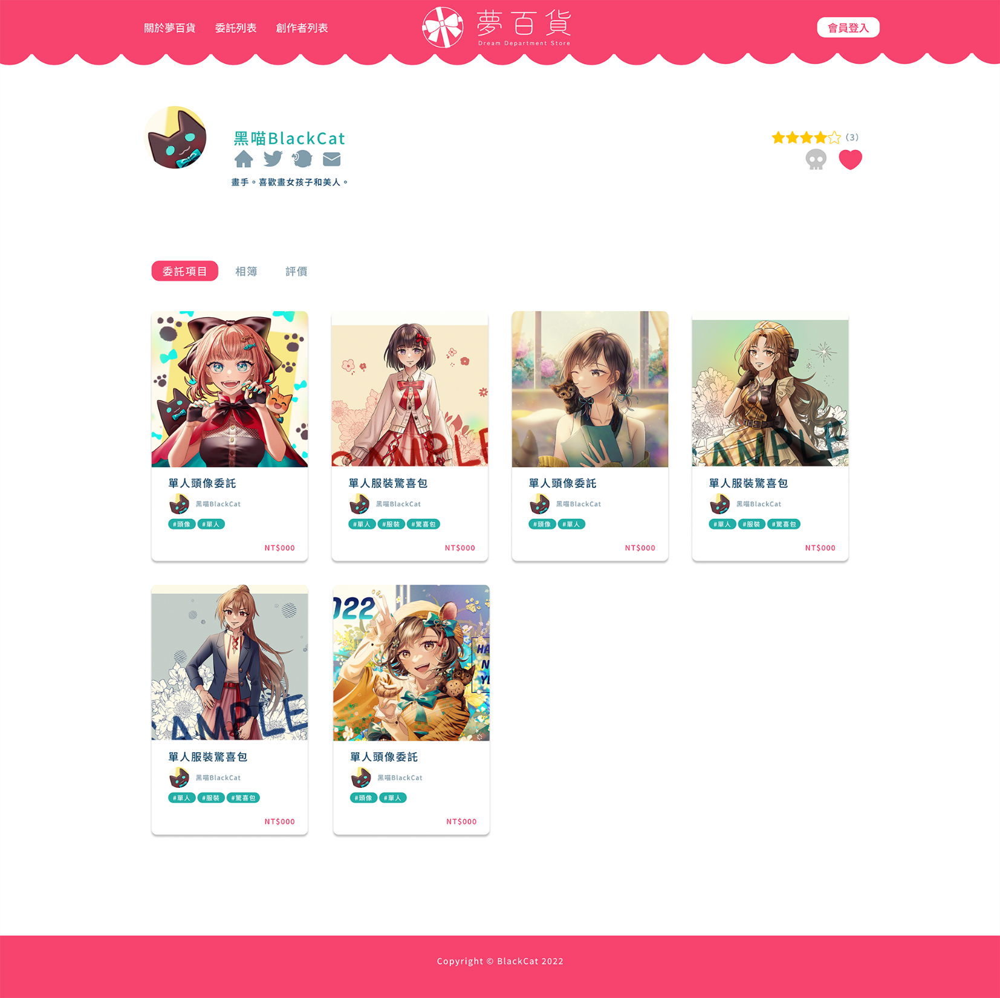 關於夢百貨 委託列表 創作者列表
夢百貨
Dream Department Store
會員登入
黑喵BlackCat
(3)
畫手。喜歡畫女孩子和美人。
委託項目 相簿 評價
SAMPLE
AMPLE
單人頭像委託
黑喵BlackCat
#頭像 #單人
NT$000
單人服裝驚喜包
黑喵BlackCat
#單人 #服裝 #驚喜包
NT$000
單人頭像委託
黑喵BlackCat
#頭像 #單人
NT$000
單人服裝驚喜包
黑喵BlackCat
#單人 #服裝 #驚喜包
NT$000
AMPLE
單人服裝驚喜包
黑喵BlackCat
#單人 #服裝 #驚喜包
NT$000
2022
HA
N
YE
單人頭像委託
黑喵BlackCat
#頭像 #單人
NT$000
Copyright © BlackCat 2022